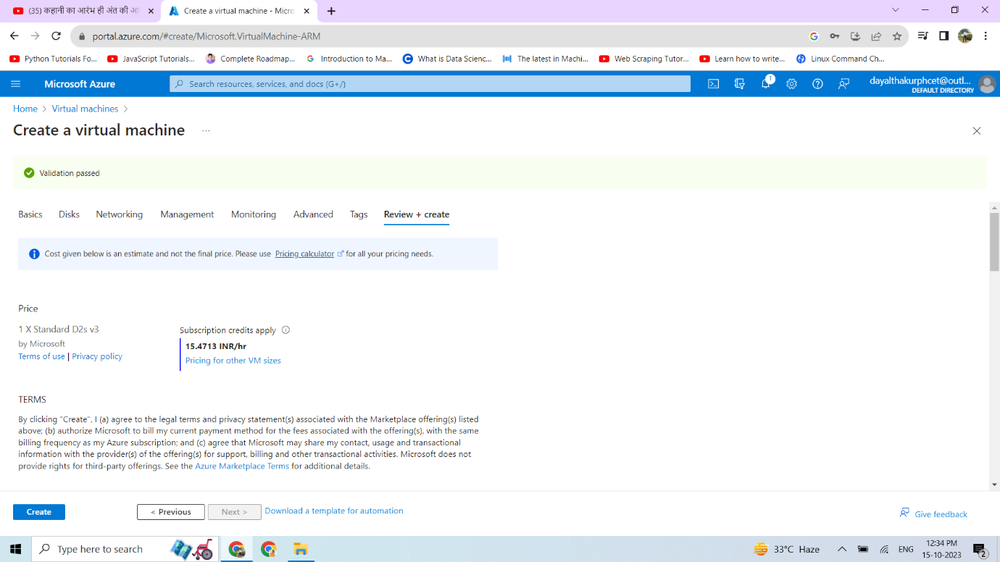 (35) कहानी का आरंभ ही अंत की
Create a virtual machine - Micro
portal.azure.com/#create/Microsoft.VirtualMachine-ARM
Python Tutorials Fo...
JavaScript Tutorials...
Complete Roadmap...
Introduction to Ma...
What is Data Scienc...
The latest in Machi...
Web Scraping Tutor...
Learn how to write...
Linux Command Ch...
Microsoft Azure
Search resources, services, and docs (G+/)
1
dayalthakurphcet@outl...
DEFAULT DIRECTORY
Home > Virtual machines >
Create a virtual machine ...
Validation passed
Basics Disks Networking Management Monitoring Advanced Tags Review + create
Cost given below is an estimate and not the final price. Please use Pricing calculator for all your pricing needs.
Price
1 X Standard D2s v3
by Microsoft
Terms of use | Privacy policy
Subscription credits apply
15.4713 INR/hr
Pricing for other VM sizes
TERMS
By clicking "Create", I (a) agree to the legal terms and privacy statement(s) associated with the Marketplace offering(s) listed
above; (b) authorize Microsoft to bill my current payment method for the fees associated with the offering(s), with the same
billing frequency as my Azure subscription; and (c) agree that Microsoft may share my contact, usage and transactional
information with the provider(s) of the offering(s) for support, billing and other transactional activities. Microsoft does not
provide rights for third-party offerings. See the Azure Marketplace Terms for additional details.
Create
< Previous
Next >
Download a template for automation
Give feedback
Type here to search
33°C Haze
ENG
12:34 PM
15-10-2023
2